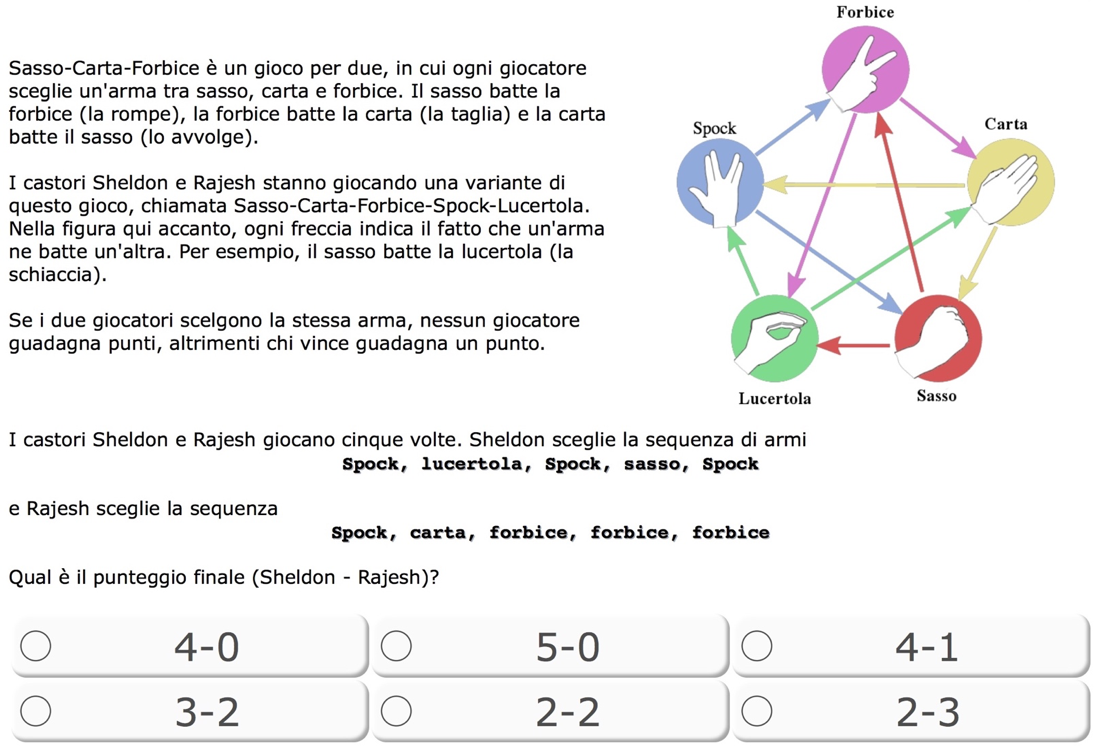 Sasso-Carta-Forbice è un gioco per due, in cui ogni giocatore
sceglie un'arma tra sasso, carta e forbice. Il sasso batte la
forbice (la rompe), la forbice batte la carta (la taglia) e la carta
batte il sasso (lo avvolge).
I castori Sheldon e Rajesh stanno giocando una variante di
questo gioco, chiamata Sasso-Carta-Forbice-Spock-Lucertola.
Nella figura qui accanto, ogni freccia indica il fatto che un'arma
ne batte un'altra. Per esempio, il sasso batte la lucertola (la
schiaccia).
Se i due giocatori scelgono la stessa arma, nessun giocatore
guadagna punti, altrimenti chi vince guadagna un punto.
Forbice
Spock
Carta
Lucertola
Sasso
I castori Sheldon e Rajesh giocano cinque volte. Sheldon sceglie la sequenza di armi
Spock, lucertola, Spock, sasso, Spock
e Rajesh sceglie la sequenza
Spock, carta, forbice, forbice, forbice
Qual è il punteggio finale (Sheldon - Rajesh)?
4-0
5-0
4-1
3-2
2-2
2-3